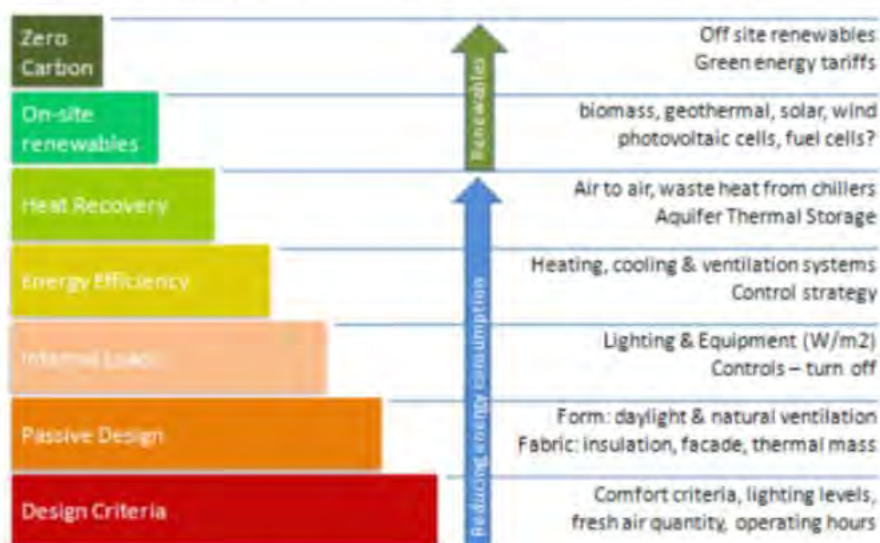 Zero
Carbon
Off site renewables
Green energy tariffs
On-site
renewables
biomass, geothermal, solar, wind
photovoltaic cells, fuel cells?
Renewables
Heat Recovery
Air to air, waste heat from chillers
Aquifer Thermal Storage
Energy Efficiency
Heating, cooling & ventilation systems
Control strategy
Internal Loads
Lighting & Equipment (W/m2)
Controls – turn off
Reducing energy consumption
Passive Design
Form: daylight & natural ventilation
Fabric: insulation, facade, thermal mass
Design Criteria
Comfort criteria, lighting levels,
fresh air quantity, operating hours